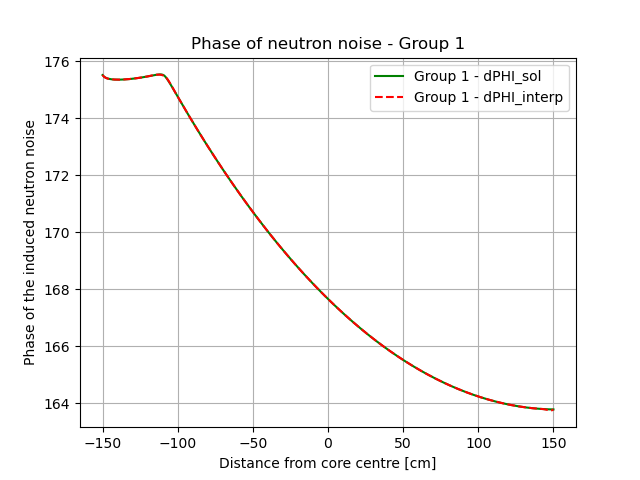 Phase of neutron noise - Group 1
176
174
172
170
168
166
164
Phase of the induced neutron noise
Group 1 - dPHI_sol
Group 1 - dPHI_interp
−150
−100
−50
0
50
100
150
Distance from core centre [cm]